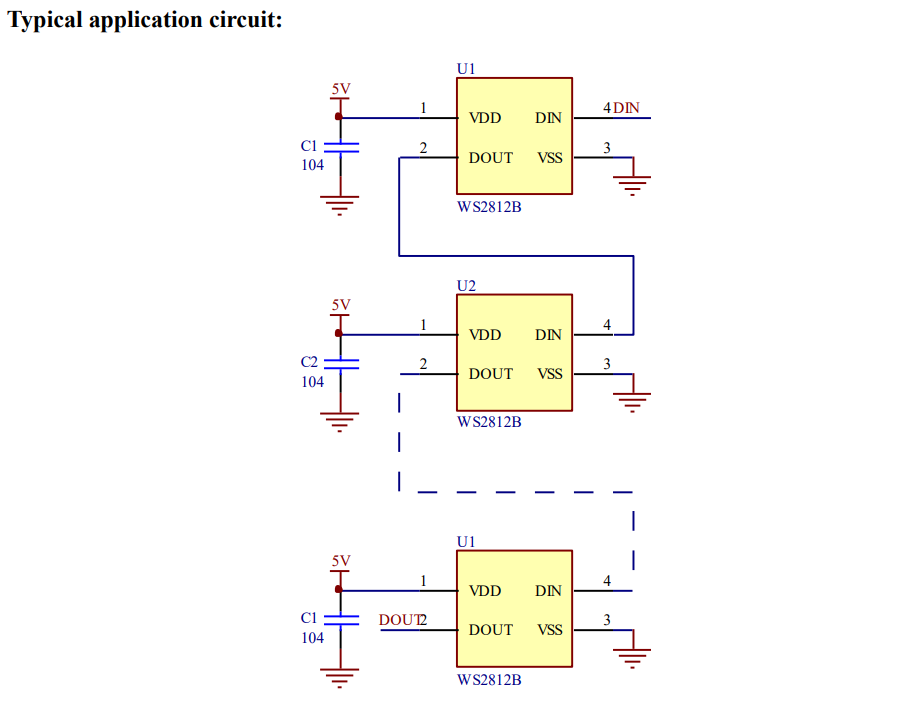 Typical application circuit:
U1
5V
1 VDD DIN 4 DIN
C1 2 DOUT VSS 3
104
WS2812B
U2
5V
1 VDD DIN 4
C2 2 DOUT VSS 3
104
WS2812B
U1
5V
1 VDD DIN 4
C1 DOUT 2 DOUT VSS 3
104
WS2812B